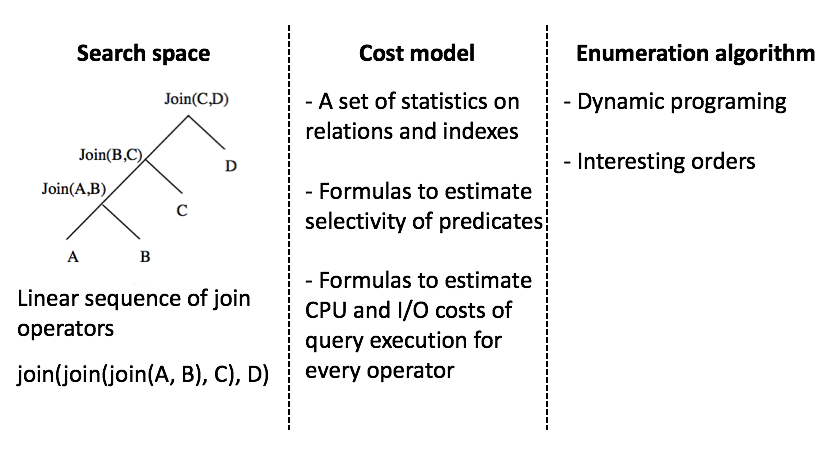 Search space
Join(C,D)
Join(B,C)
D
Join(A,B)
C
A
B
Linear sequence of join
operators
join(join(join(A, B), C), D)
Cost model
- A set of statistics on
relations and indexes
- Formulas to estimate
selectivity of predicates
- Formulas to estimate
CPU and I/O costs of
query execution for
every operator
Enumeration algorithm
- Dynamic programing
- Interesting orders